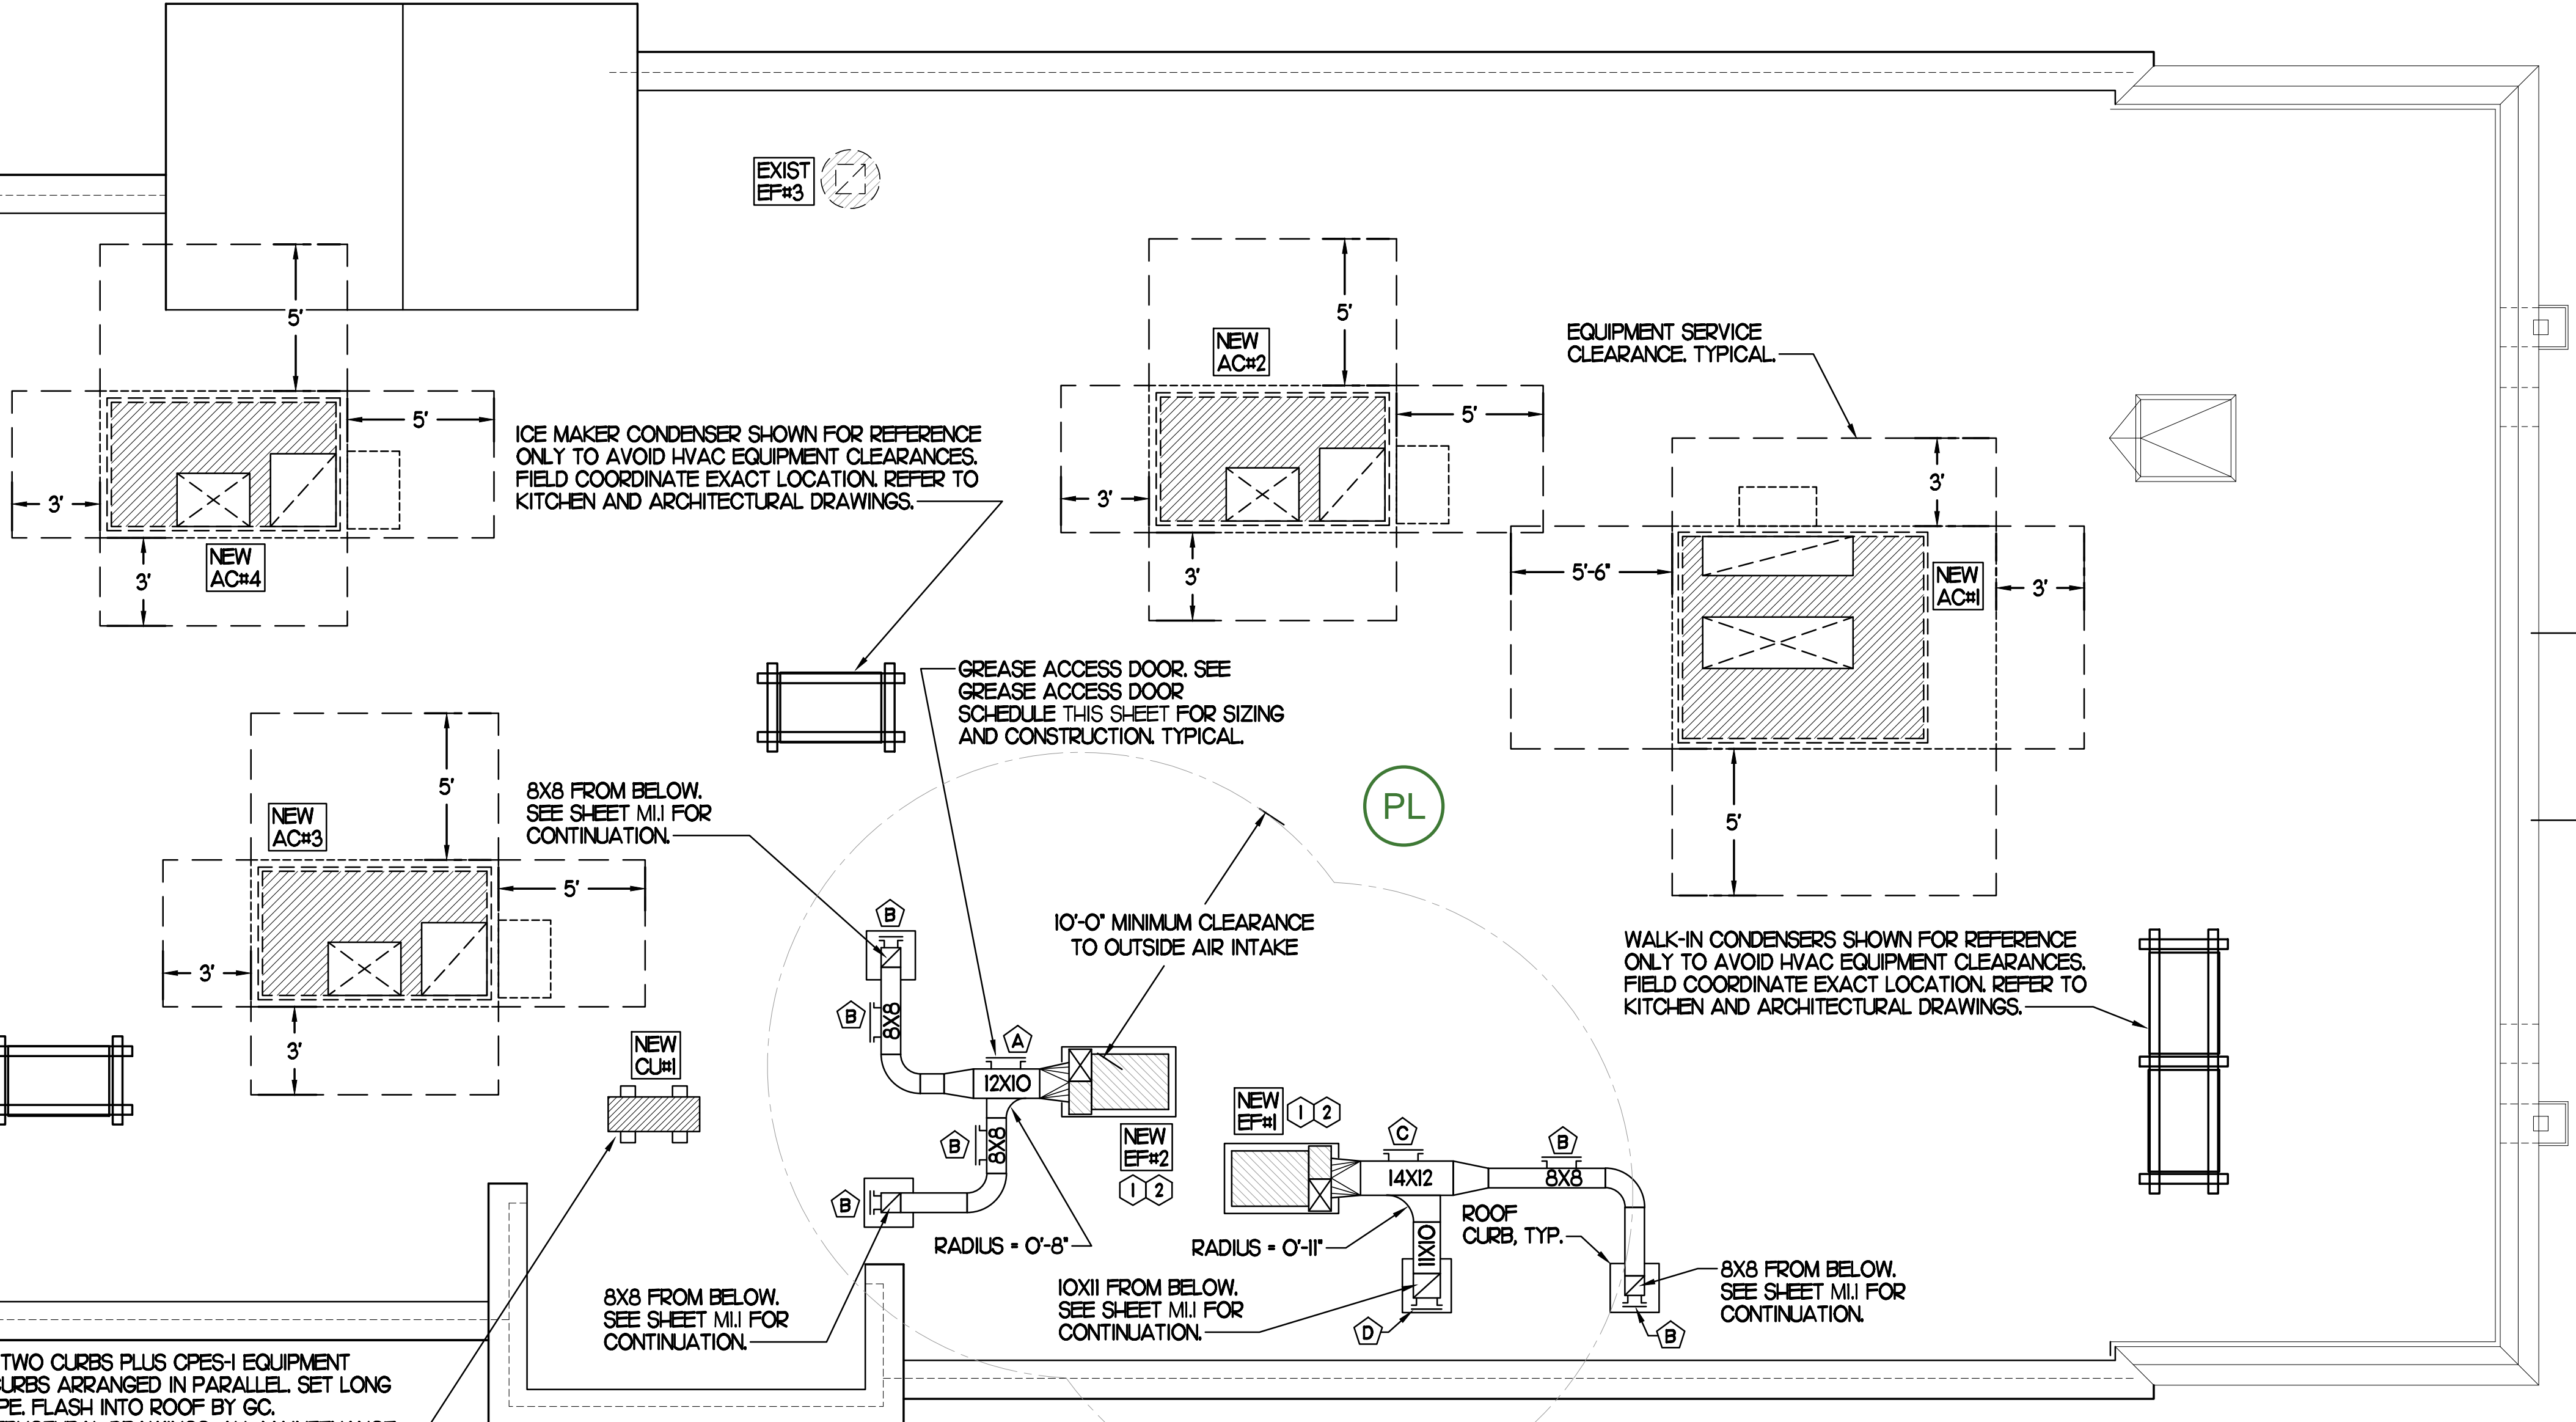 EXIST
EF#3
5'
5'
3'
3'
NEW
AC#4
ICE MAKER CONDENSER SHOWN FOR REFERENCE
ONLY TO AVOID HVAC EQUIPMENT CLEARANCES.
FIELD COORDINATE EXACT LOCATION. REFER TO
KITCHEN AND ARCHITECTURAL DRAWINGS.
NEW
AC#2
5'
5'
3'
3'
EQUIPMENT SERVICE
CLEARANCE. TYPICAL.
3'
5'-6"
NEW
AC#1
3'
5'
GREASE ACCESS DOOR. SEE
GREASE ACCESS DOOR
SCHEDULE THIS SHEET FOR SIZING
AND CONSTRUCTION. TYPICAL.
PL
NEW
AC#3
5'
5'
3'
3'
8X8 FROM BELOW.
SEE SHEET M1.1 FOR
CONTINUATION.
10'-0" MINIMUM CLEARANCE
TO OUTSIDE AIR INTAKE
WALK-IN CONDENSERS SHOWN FOR REFERENCE
ONLY TO AVOID HVAC EQUIPMENT CLEARANCES.
FIELD COORDINATE EXACT LOCATION. REFER TO
KITCHEN AND ARCHITECTURAL DRAWINGS.
B
B
8X8
A
12X10
B
8X8
B
NEW
CU#1
NEW
EF#2
1 2
NEW
EF#1
1 2
C
14X12
B
8X8
11X10
RADIUS = 0'-8"
RADIUS = 0'-11"
ROOF
CURB, TYP.
8X8 FROM BELOW.
SEE SHEET M1.1 FOR
CONTINUATION.
10X11 FROM BELOW.
SEE SHEET M1.1 FOR
CONTINUATION.
D
8X8 FROM BELOW.
SEE SHEET M1.1 FOR
CONTINUATION.
B
TWO CURBS PLUS CPES-1 EQUIPMENT
CURBS ARRANGED IN PARALLEL. SET LONG
PE. FLASH INTO ROOF BY GC.